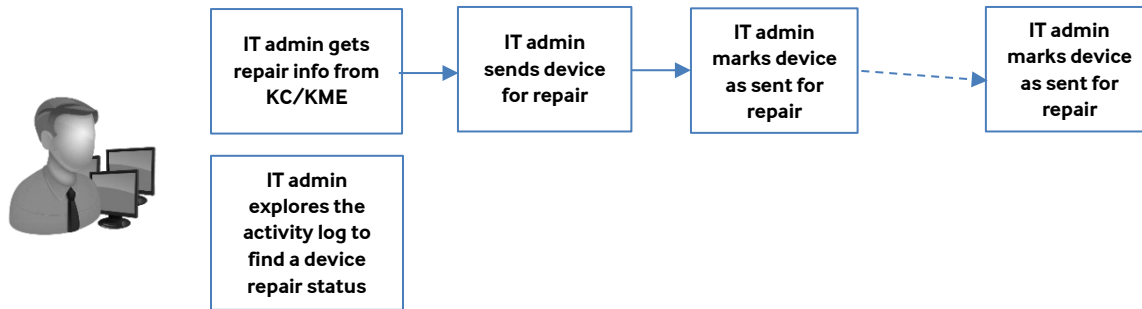 IT admin gets
repair info from
KC/KME
IT admin
sends device
for repair
IT admin
marks device
as sent for
repair
IT admin
marks device
as sent for
repair
IT admin
explores the
activity log to
find a device
repair status